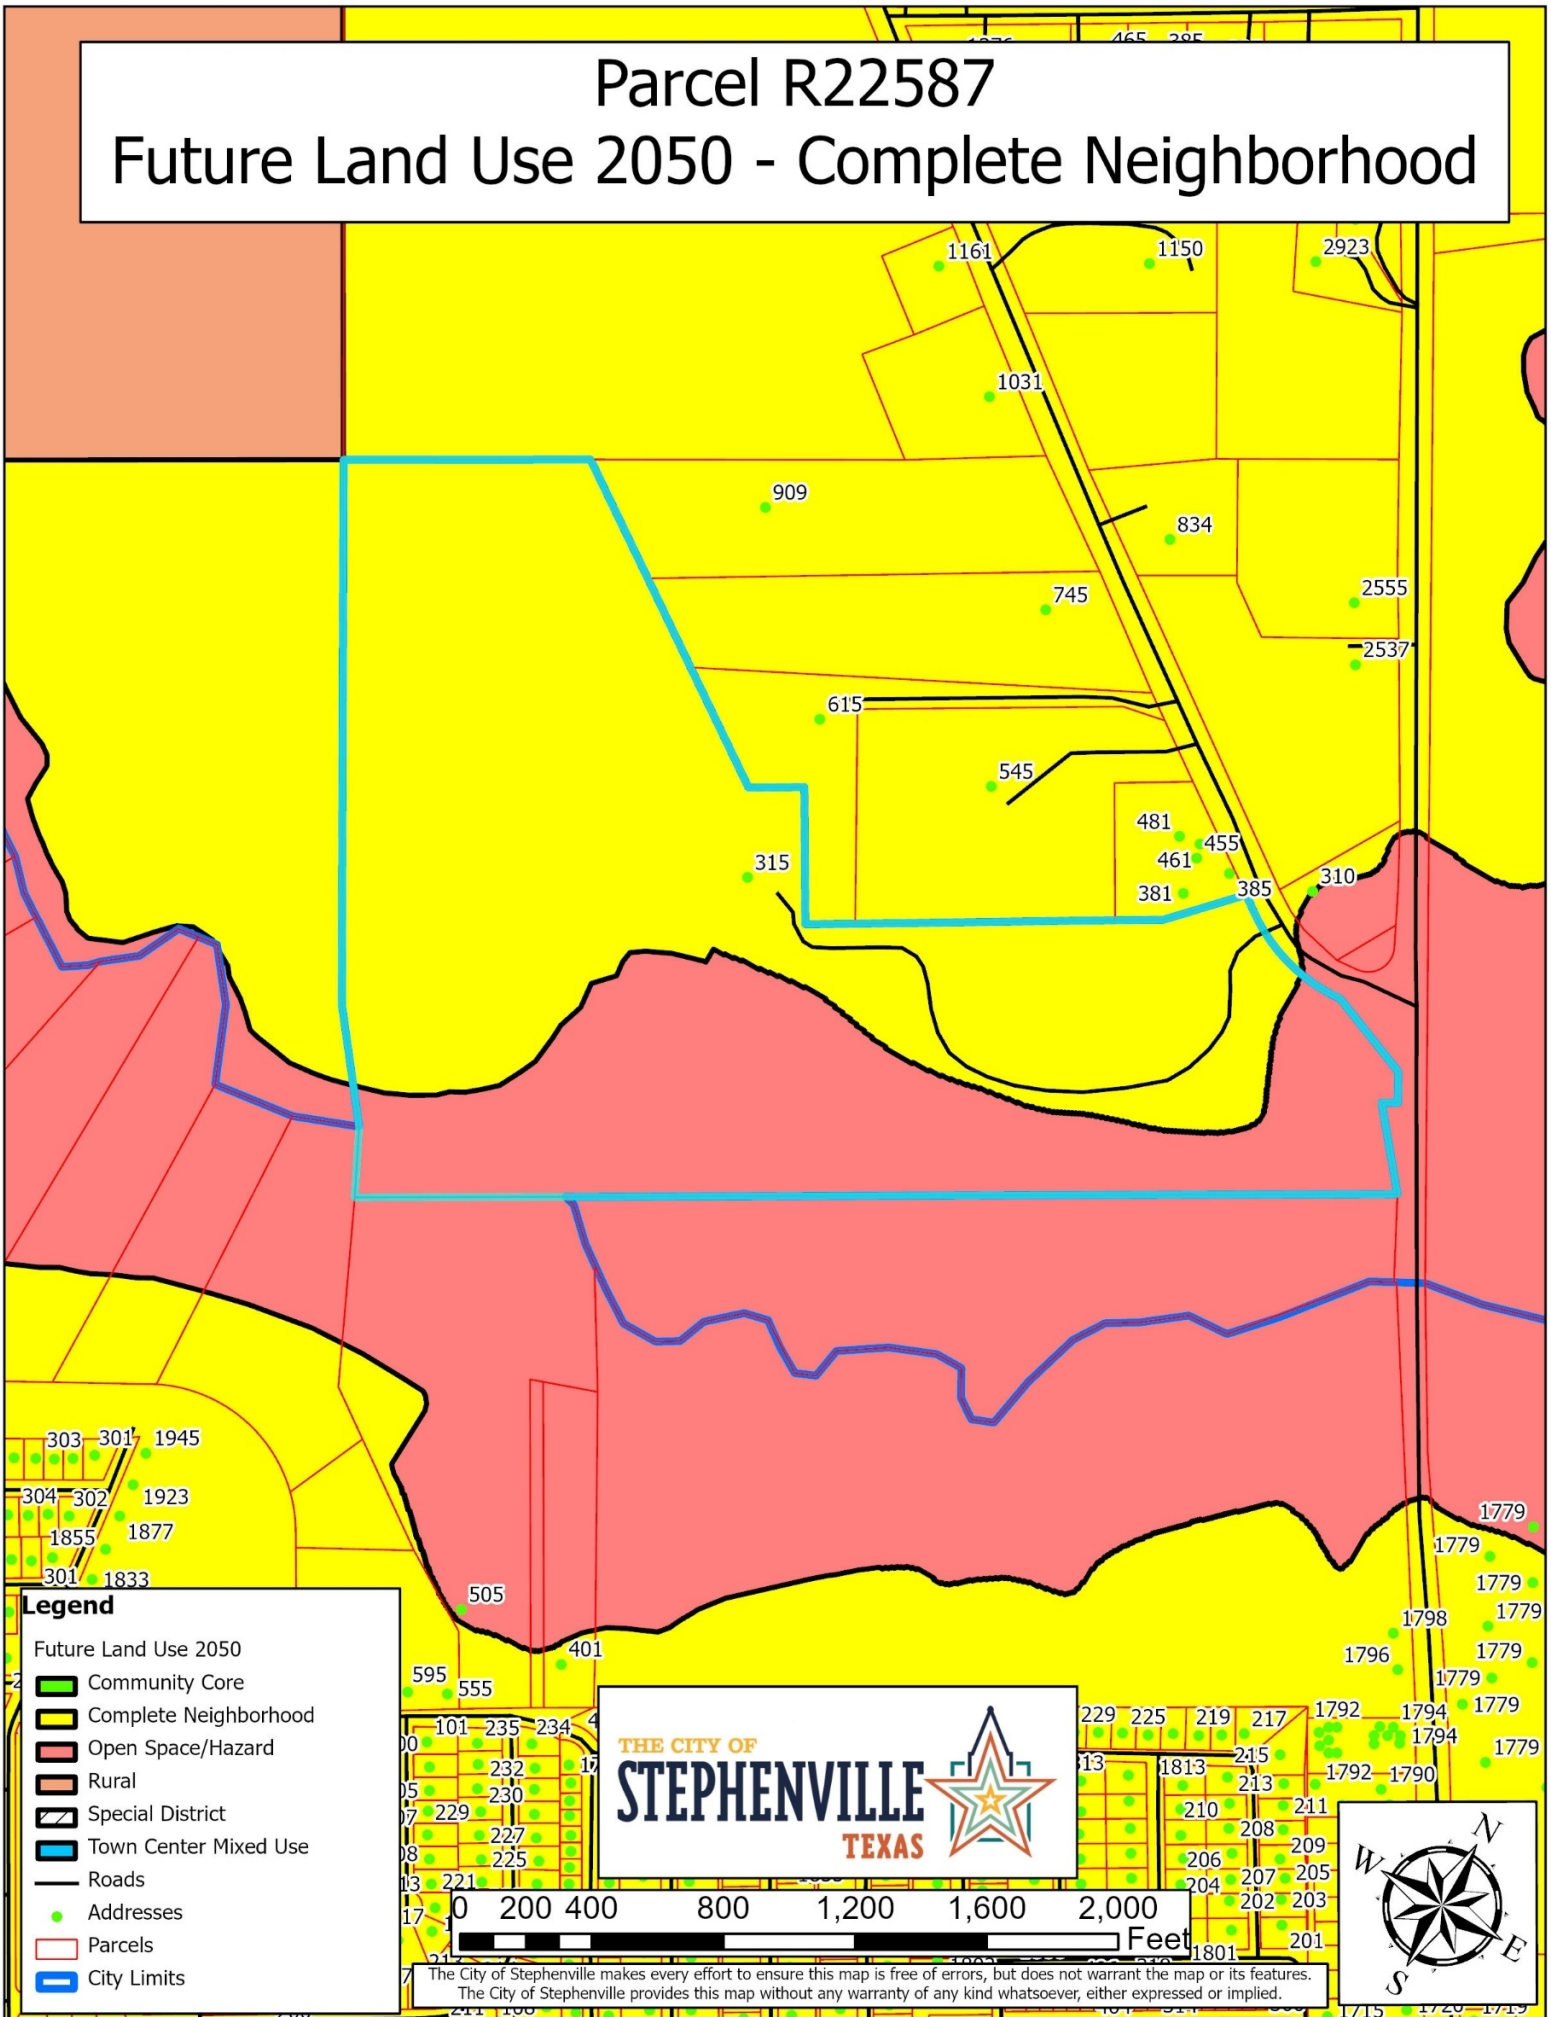 465 385
Parcel R22587
Future Land Use 2050 - Complete Neighborhood
1161
1150
2923
1031
909
834
745
2555
2537
615
545
481
455
461
315
310
381
385
303 301 1945
304 302 1923
1855 1877
301 1833
505
401
595 555
101 235 234
232
230
229
227
225
221
1779
1779
1779
1798 1779
1796 1779
1779
1779
229 225 219 217 1792 1794
1794
215 1779
1813
213 1792 1790
210 211
208
209
206 207 205
204
202 203
201
1801
Legend
Future Land Use 2050
Community Core
Complete Neighborhood
Open Space/Hazard
Rural
Special District
Town Center Mixed Use
Roads
Addresses
Parcels
City Limits
THE CITY OF
STEPHENVILLE
TEXAS
N
W
E
S
0 200 400 800 1,200 1,600 2,000
Feet
The City of Stephenville makes every effort to ensure this map is free of errors, but does not warrant the map or its features.
The City of Stephenville provides this map without any warranty of any kind whatsoever, either expressed or implied.